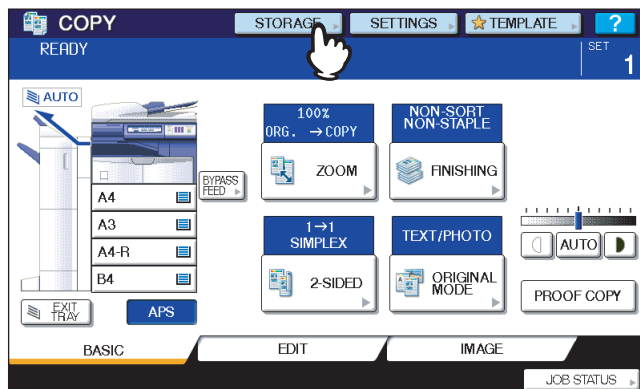 COPY
STORAGE
SETTINGS
TEMPLATE
?
READY
SET
1
AUTO
100%
ORG. →COPY
ZOOM
NON-SORT
NON-STAPLE
FINISHING
BYPASS
FEED
A4
A3
A4-R
B4
1→1
SIMPLEX
2-SIDED
TEXT/PHOTO
ORIGINAL
MODE
AUTO
PROOF COPY
EXIT
TRAY
APS
BASIC
EDIT
IMAGE
JOB STATUS